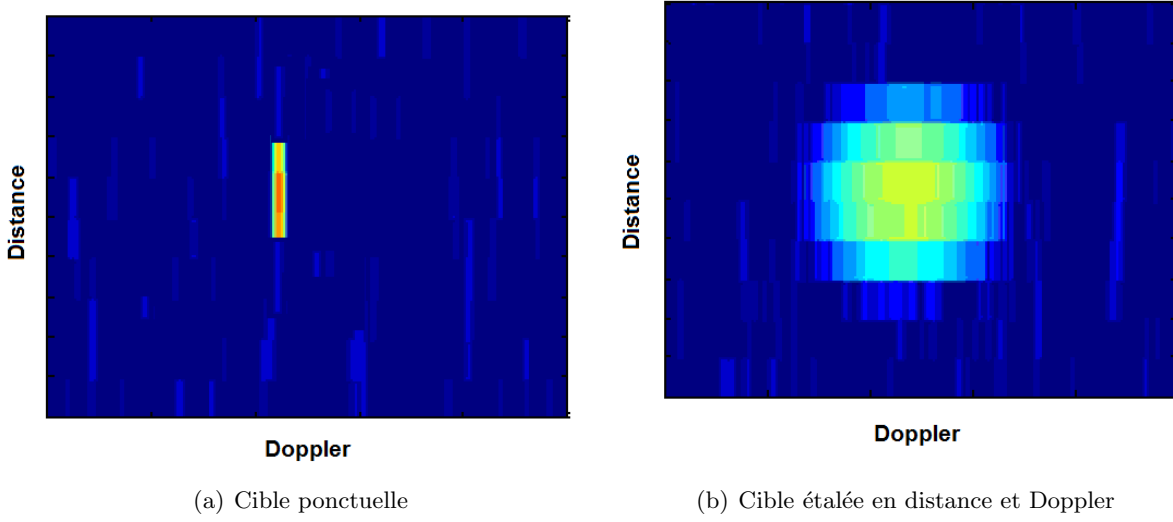 Distance
Doppler
(a) Cible ponctuelle
Distance
Doppler
(b) Cible étalée en distance et Doppler